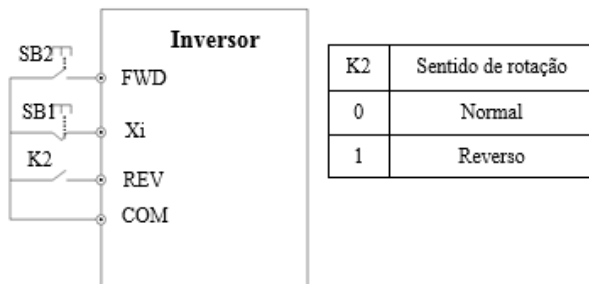 Inversor
SB2
FWD
SB1
Xi
K2
REV
COM
K2 Sentido de rotação
0 Normal
1 Reverso